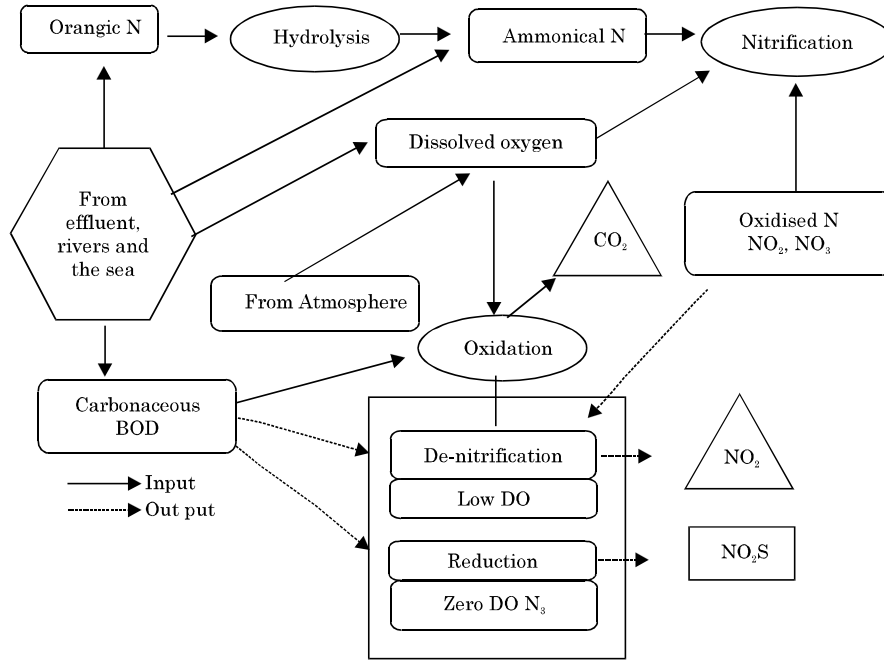 Orangic N
Hydrolysis
Ammonical N
Nitrification
Dissolved oxygen
From
effluent,
rivers and
the sea
CO₂
Oxidised N
NO₂, NO₃
From Atmosphere
Oxidation
Carbonaceous
BOD
De-nitrification
Low DO
NO₂
Input
Out put
Reduction
Zero DO N₃
NO₂S